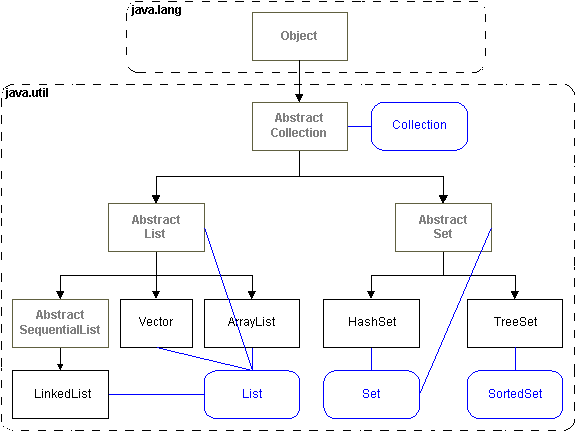 java.lang
Object
java.util
Abstract
Collection
Collection
Abstract
List
Abstract
Set
Abstract
SequentialList
Vector
ArrayList
HashSet
TreeSet
LinkedList
List
Set
SortedSet